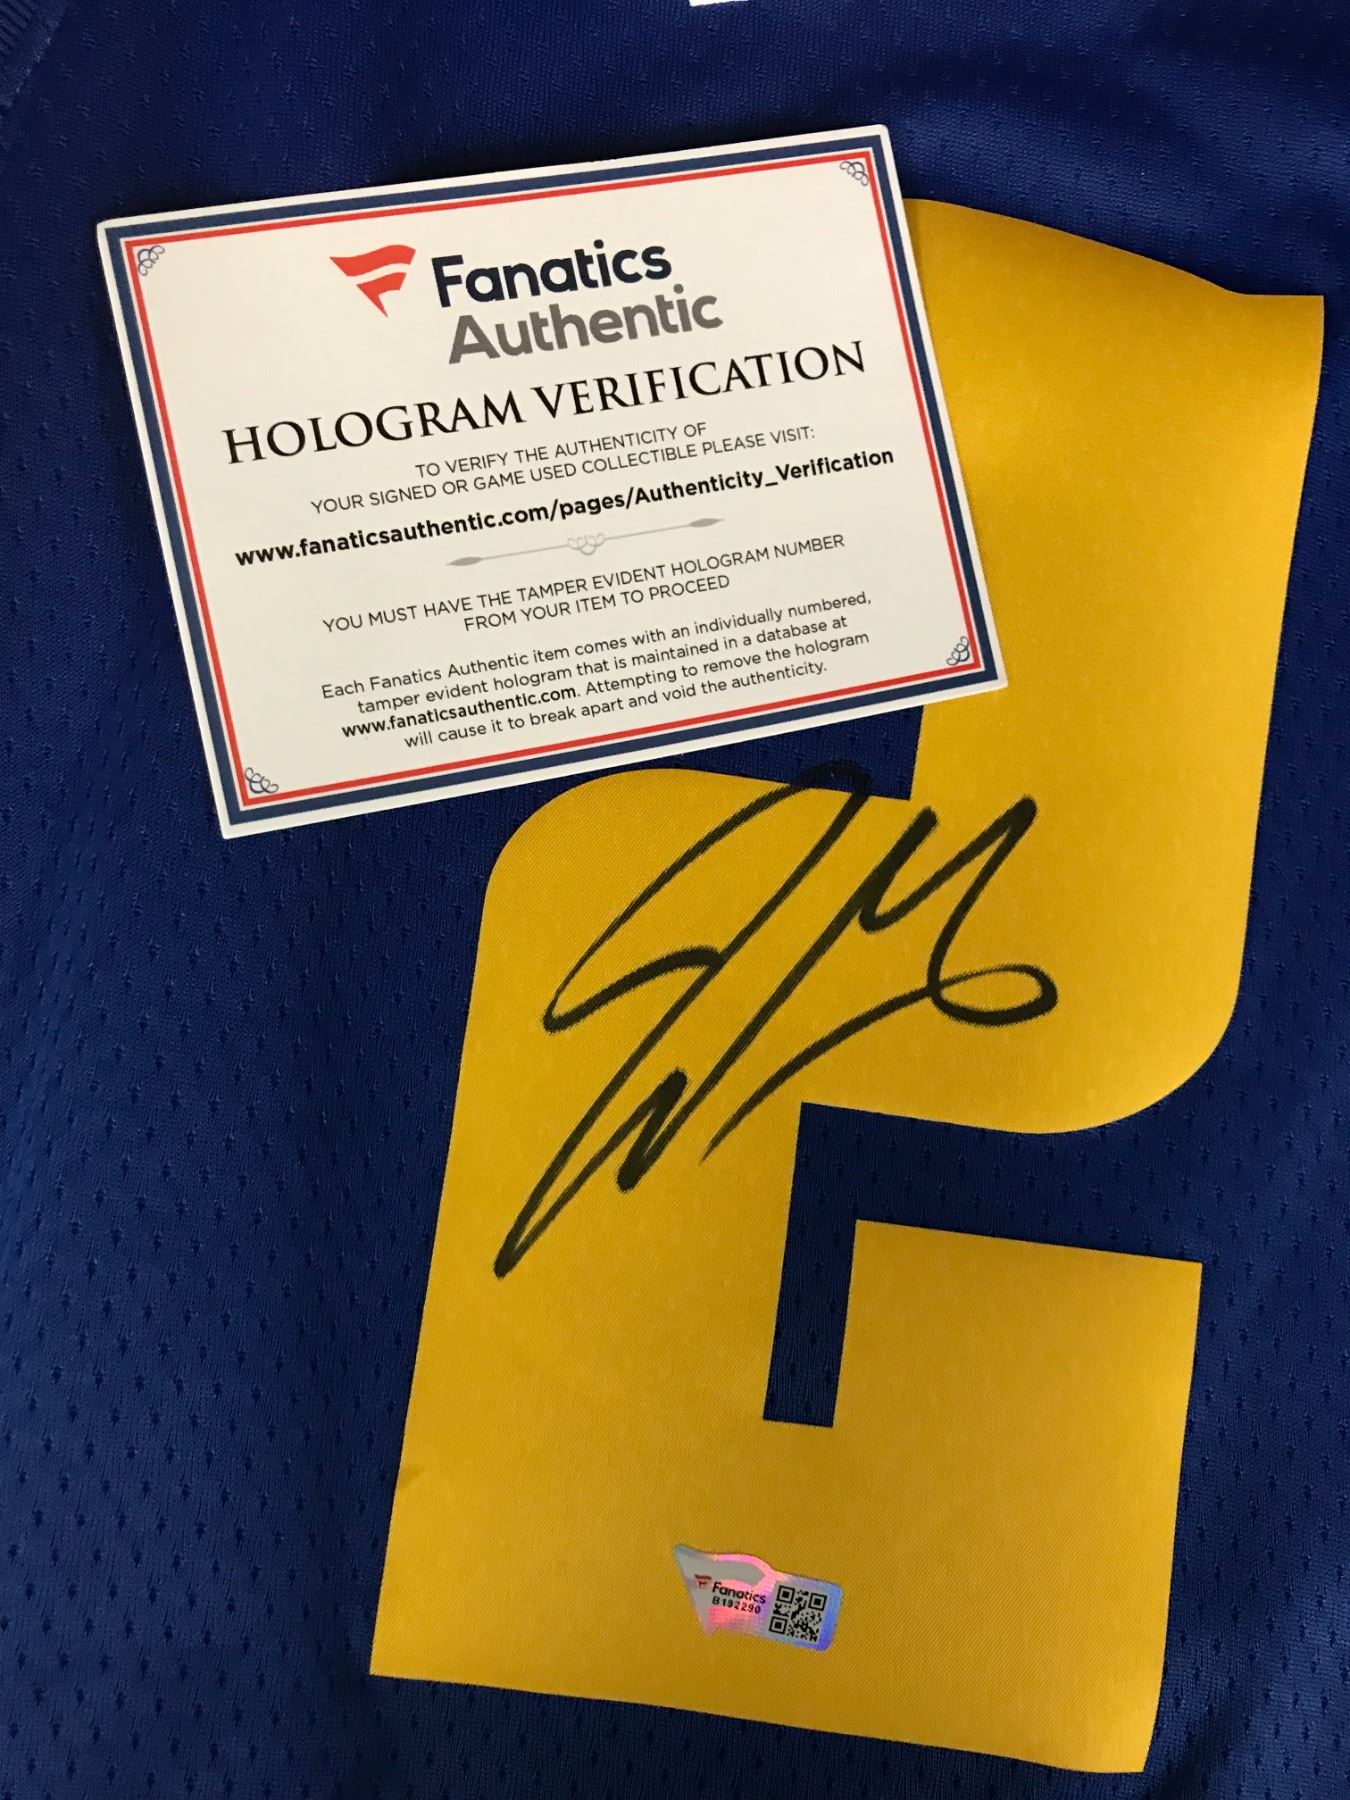 Fanatics
Authentic
HOLOGRAM VERIFICATION
TO VERIFY THE AUTHENTICITY OF
YOUR SIGNED OR GAME USED COLLECTIBLE PLEASE VISIT:
www.fanaticsauthentic.com/pages/Authenticity_Verification
YOU MUST HAVE THE TAMPER EVIDENT HOLOGRAM NUMBER
FROM YOUR ITEM TO PROCEED
Each Fanatics Authentic item comes with an individually numbered,
tamper evident hologram that is maintained in a database at
www.fanaticsauthentic.com. Attempting to remove the hologram
will cause it to break apart and void the authenticity.
2
Fanatics
B192290